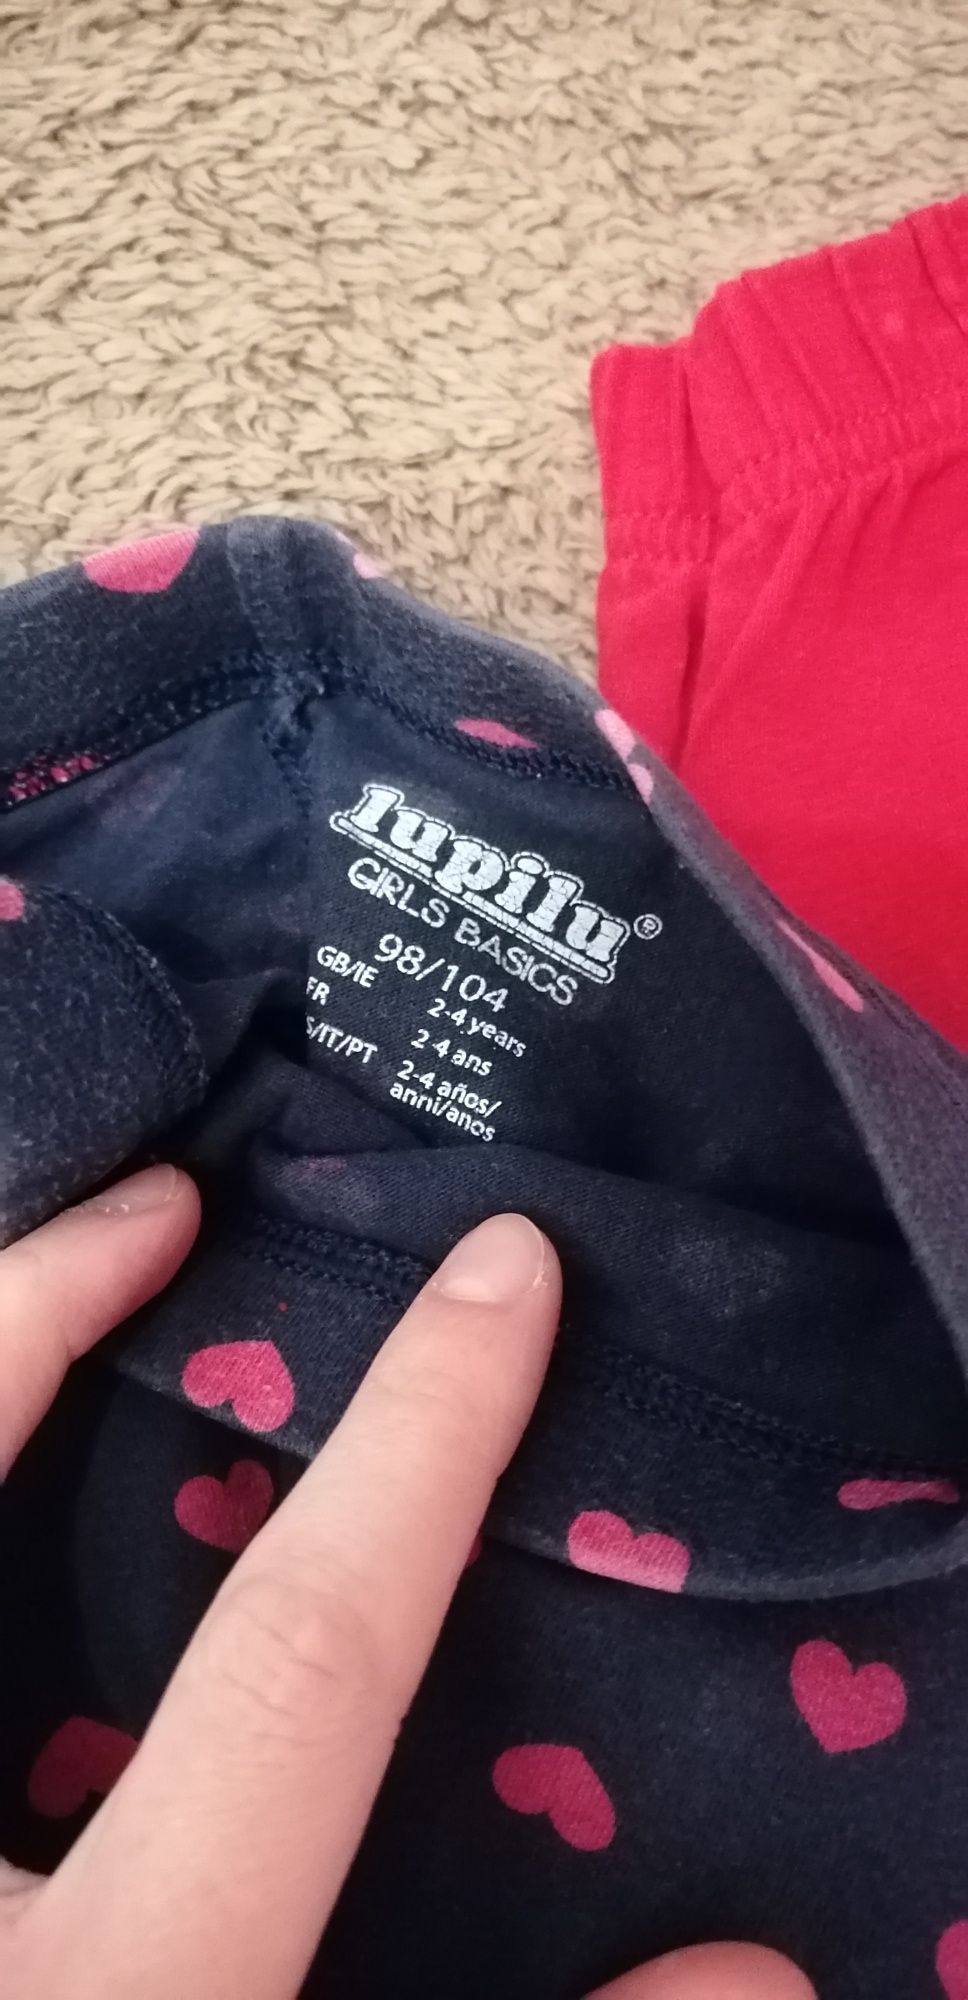 lupilu®
GIRLS BASICS
98/104
GB/IE 2-4 years
FR 2-4 ans
S/IT/PT 2-4 años/
anni/anos